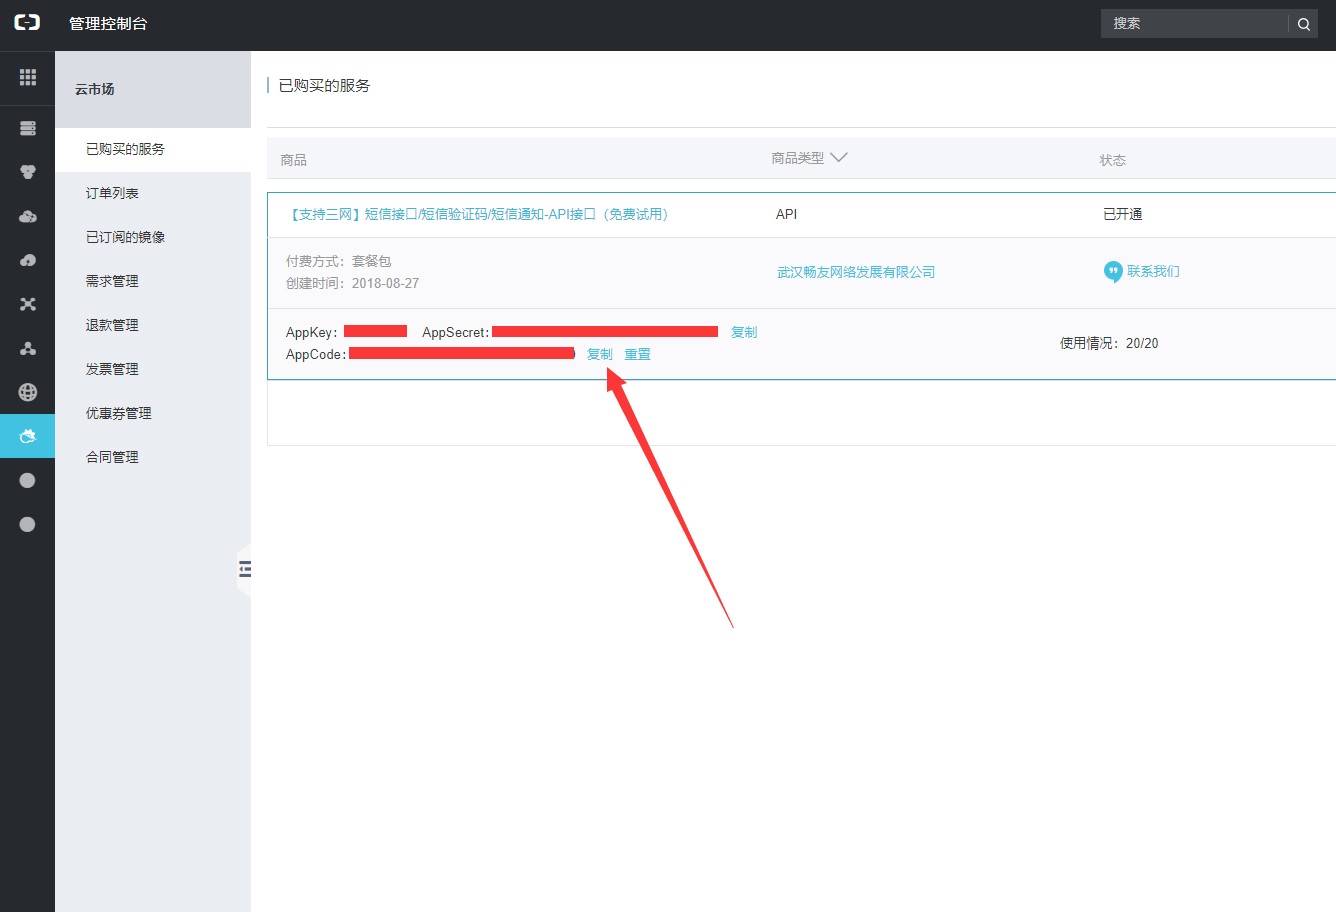 管理控制台
搜索
云市场
已购买的服务
订单列表
已订阅的镜像
需求管理
退款管理
发票管理
优惠券管理
合同管理
已购买的服务
商品 商品类型 状态
【支持三网】短信接口/短信验证码/短信通知-API接口（免费试用） API 已开通
付费方式：套餐包
创建时间：2018-08-27
武汉畅友网络发展有限公司 联系我们
AppKey: AppSecret: 复制
AppCode: 复制 重置
使用情况：20/20